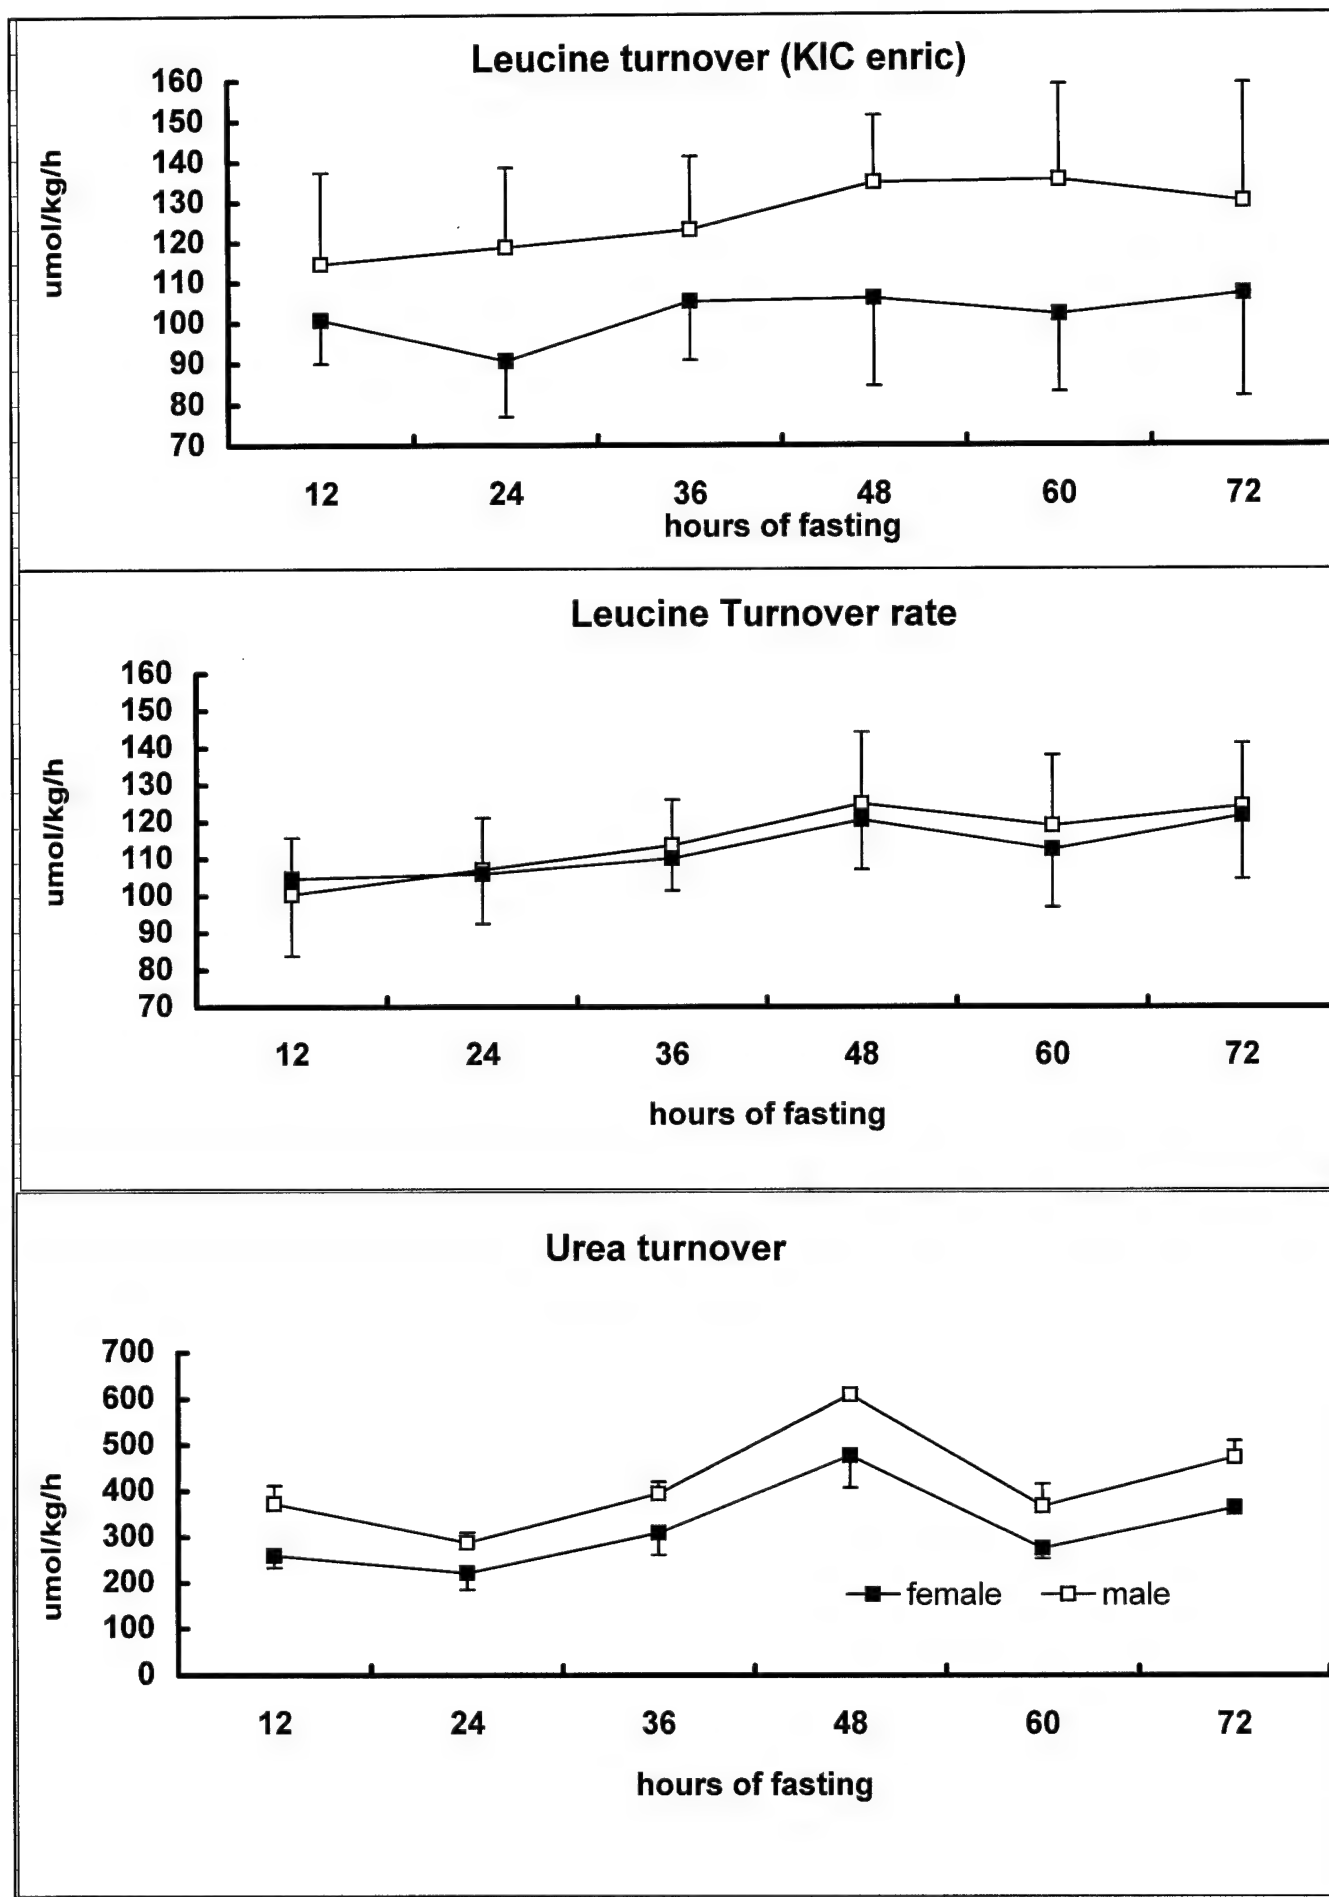 Leucine turnover (KIC enric)
160
150
140
130
120
110
100
90
80
70
umol/kg/h
12 24 36 48 60 72
hours of fasting
Leucine Turnover rate
160
150
140
130
120
110
100
90
80
70
umol/kg/h
12 24 36 48 60 72
hours of fasting
Urea turnover
700
600
500
400
300
200
100
0
umol/kg/h
female male
12 24 36 48 60 72
hours of fasting